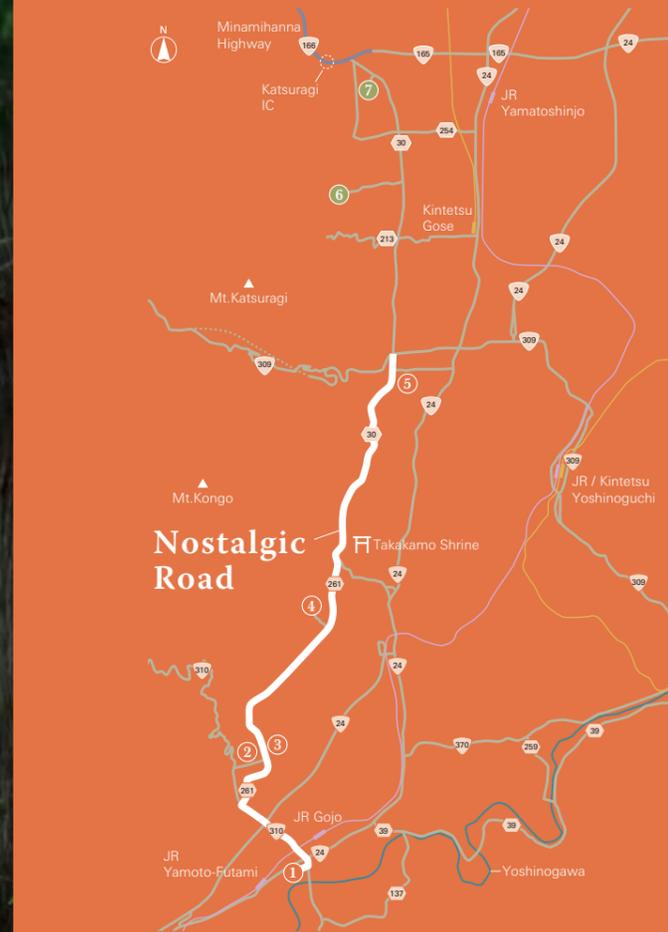 N
Minamihanna
Highway
166
165
165
24
24
Katsuragi
IC
7
JR
Yamatoshinjo
254
30
6
Kintetsu
Gose
213
24
Mt.Katsuragi
24
309
309
5
24
30
309
JR / Kintetsu
Yoshinoguchi
Mt.Kongo
Nostalgic
Road
Takakamo Shrine
24
261
309
4
24
310
24
39
2
3
370
259
261
JR Gojo
310
39
39
24
JR
Yamoto-Futami
1
Yoshinogawa
137